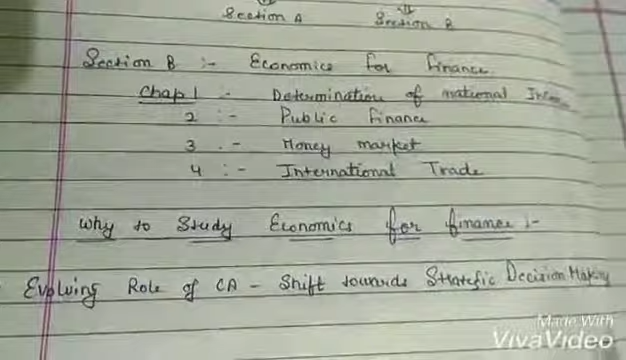 Section A Section B
Section B :- Economics for finance
Chap 1 - Determination of national Income
2 :- Public finance
3 .- Money market
4 :- International Trade
Why to Study Economics for finance :-
Evolving Role of CA - Shift towards Strategic Decision Making
Made With
VivaVideo